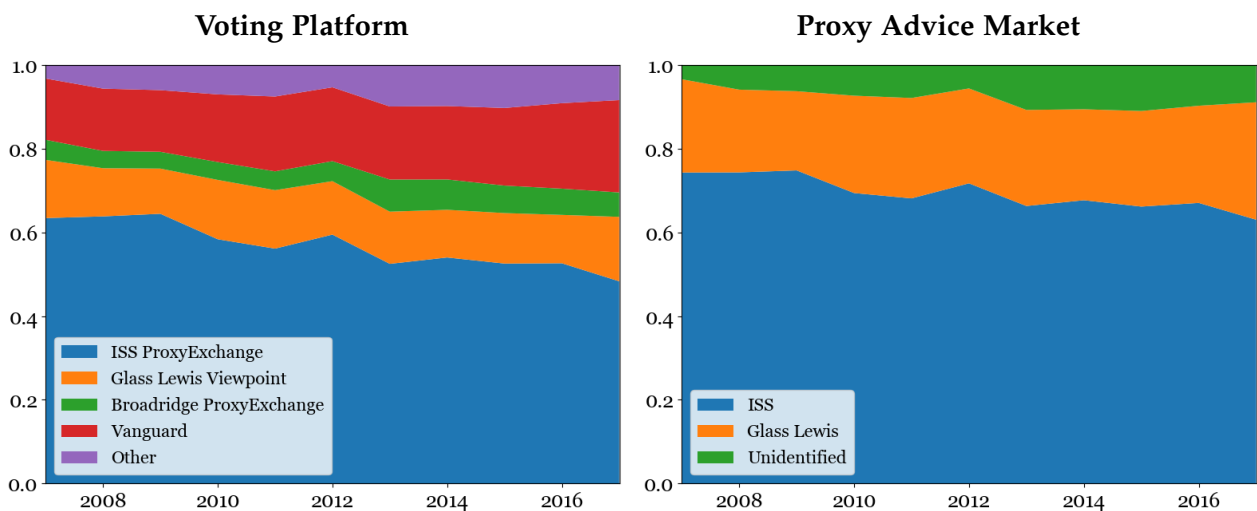 Voting Platform
1.0
0.8
0.6
0.4
0.2
0.0
ISS ProxyExchange
Glass Lewis Viewpoint
Broadridge ProxyExchange
Vanguard
Other
2008 2010 2012 2014 2016
Proxy Advice Market
1.0
0.8
0.6
0.4
0.2
0.0
ISS
Glass Lewis
Unidentified
2008 2010 2012 2014 2016